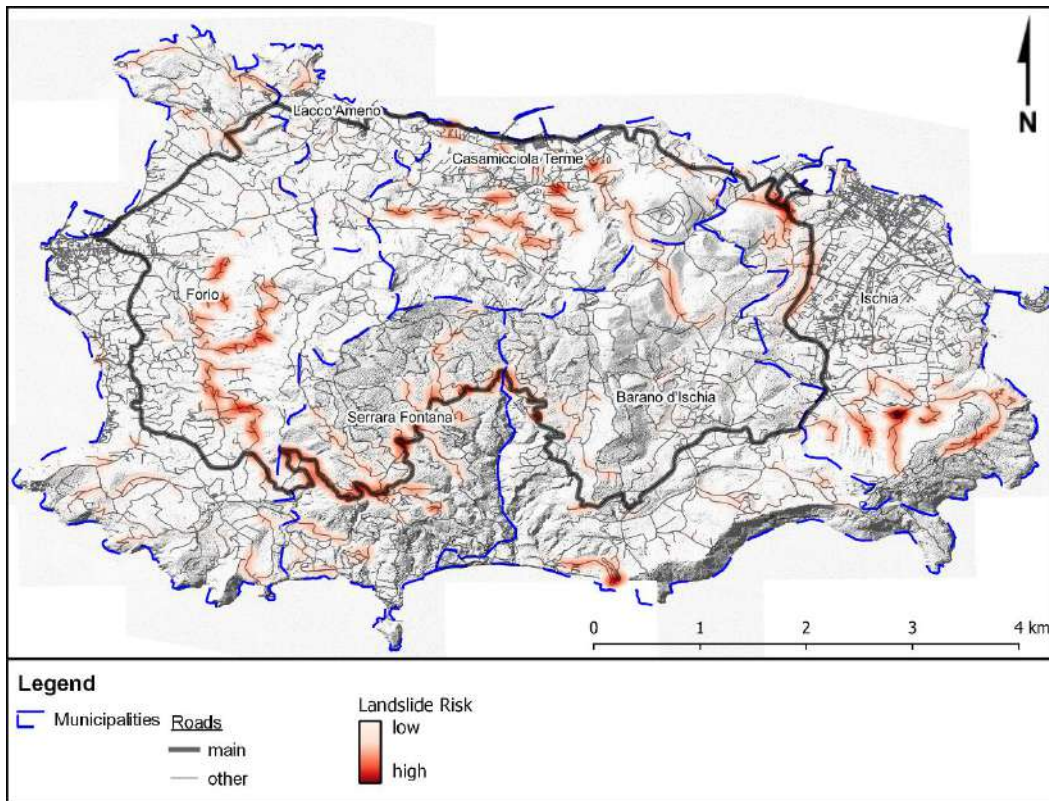 N
Lacco Ameno
Casamicciola Terme
Forio
Ischia
Serrara Fontana
Barano d'Ischia
0 1 2 3 4 km
Legend
Municipalities
Roads
main
other
Landslide Risk
low
high